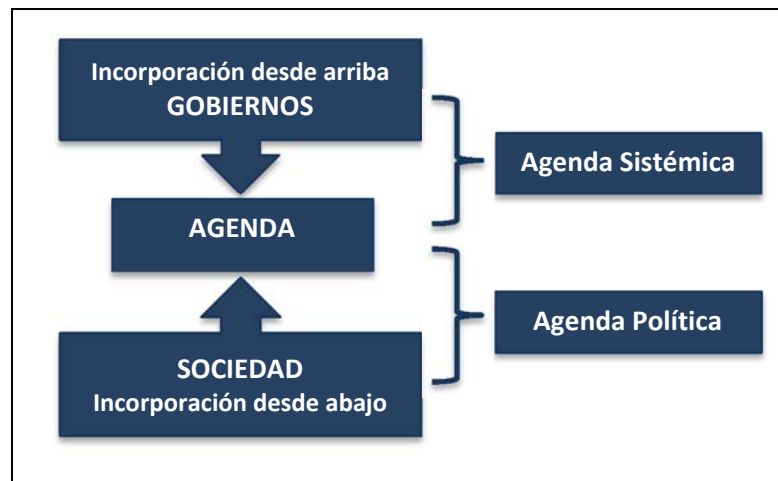 Incorporación desde arriba
GOBIERNOS
Agenda Sistémica
AGENDA
Agenda Política
SOCIEDAD
Incorporación desde abajo